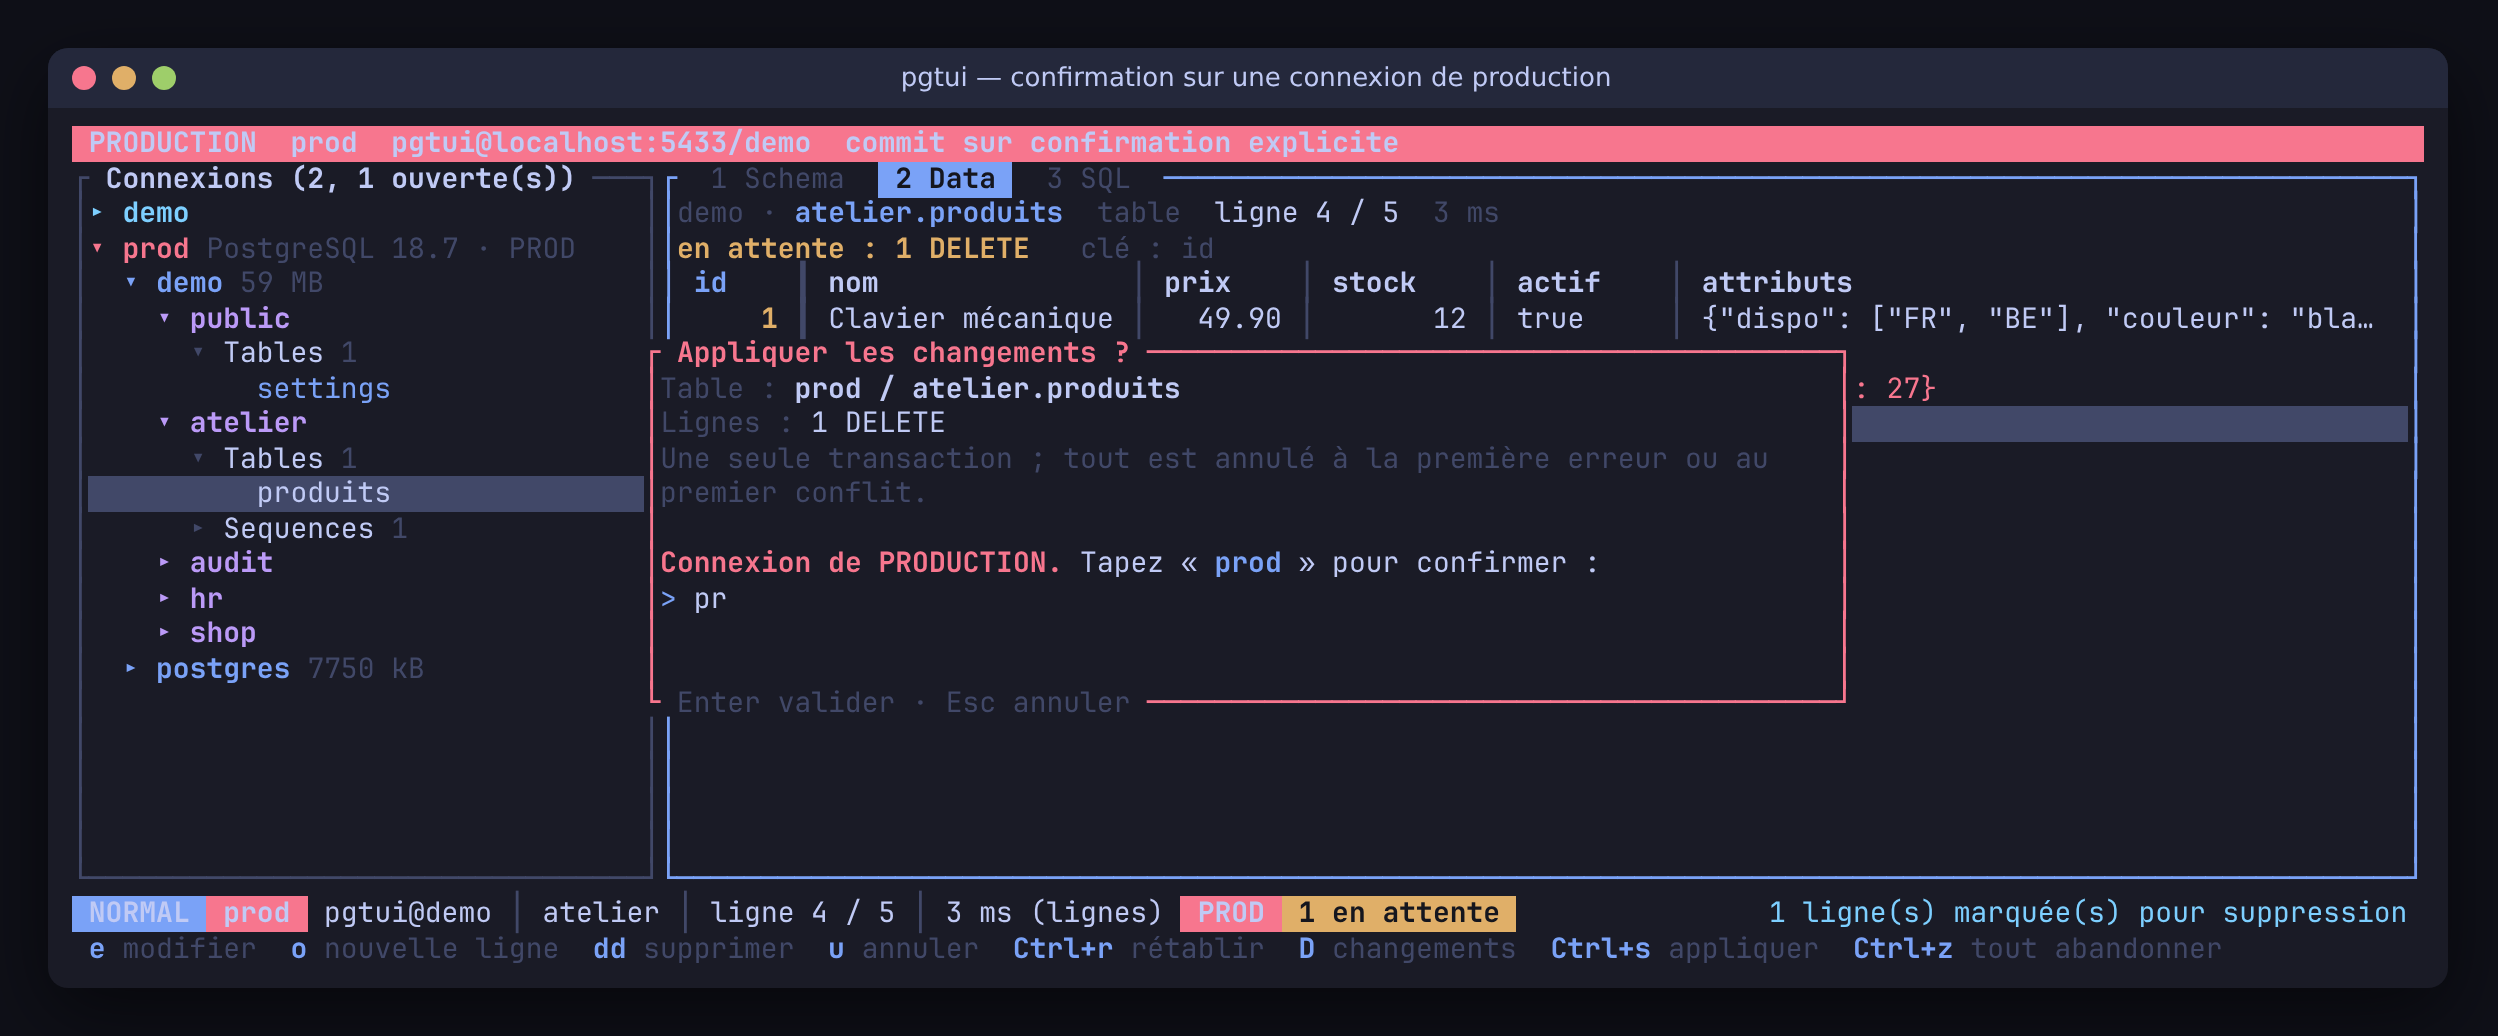 pgtui — confirmation sur une connexion de production
PRODUCTION prod pgtui@localhost:5433/demo commit sur confirmation explicite
Connexions (2, 1 ouverte(s))
▸ demo
▾ prod PostgreSQL 18.7 · PROD
▾ demo 59 MB
▾ public
▾ Tables 1
settings
▾ atelier
▾ Tables 1
produits
▸ Sequences 1
▸ audit
▸ hr
▸ shop
▸ postgres 7750 kB
1 Schema 2 Data 3 SQL
demo · atelier.produits table ligne 4 / 5 3 ms
en attente : 1 DELETE clé : id
id nom prix stock actif attributs
1 Clavier mécanique 49.90 12 true {"dispo": ["FR", "BE"], "couleur": "bla…
: 27}
Appliquer les changements ?
Table : prod / atelier.produits
Lignes : 1 DELETE
Une seule transaction ; tout est annulé à la première erreur ou au
premier conflit.
Connexion de PRODUCTION. Tapez « prod » pour confirmer :
> pr
Enter valider · Esc annuler
NORMAL prod pgtui@demo │ atelier │ ligne 4 / 5 │ 3 ms (lignes) PROD 1 en attente 1 ligne(s) marquée(s) pour suppression
e modifier o nouvelle ligne dd supprimer u annuler Ctrl+r rétablir D changements Ctrl+s appliquer Ctrl+z tout abandonner